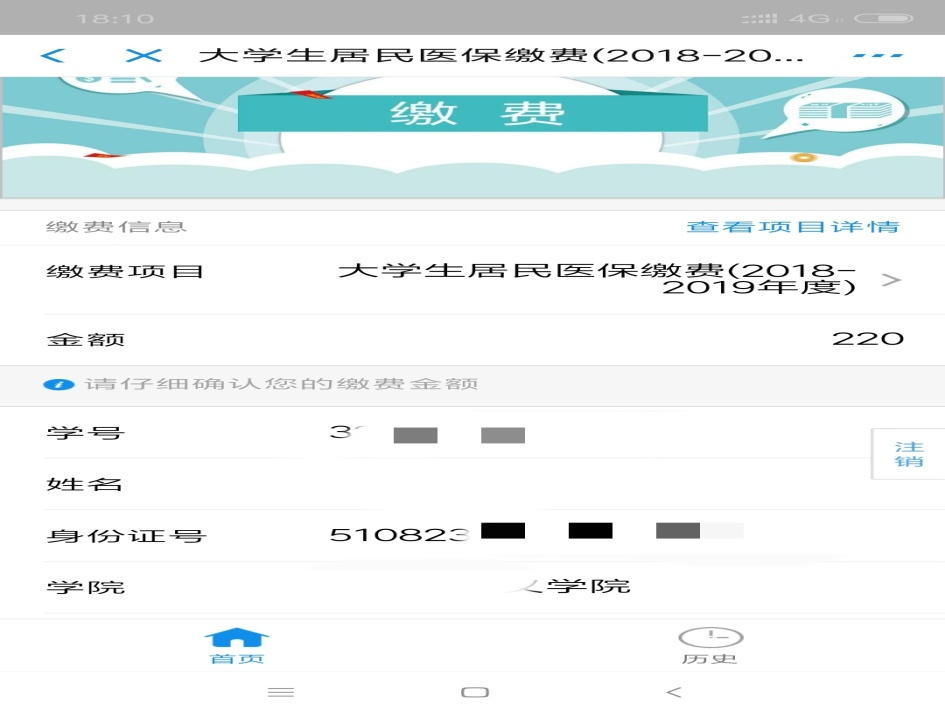 18:10 4G
大学生居民医保缴费(2018-20...
缴 费
缴费信息 查看项目详情
缴费项目 大学生居民医保缴费(2018-
2019年度)
金额 220
请仔细确认您的缴费金额
学号 3
注
销
姓名
身份证号 510823
学院 学院
首页 历史